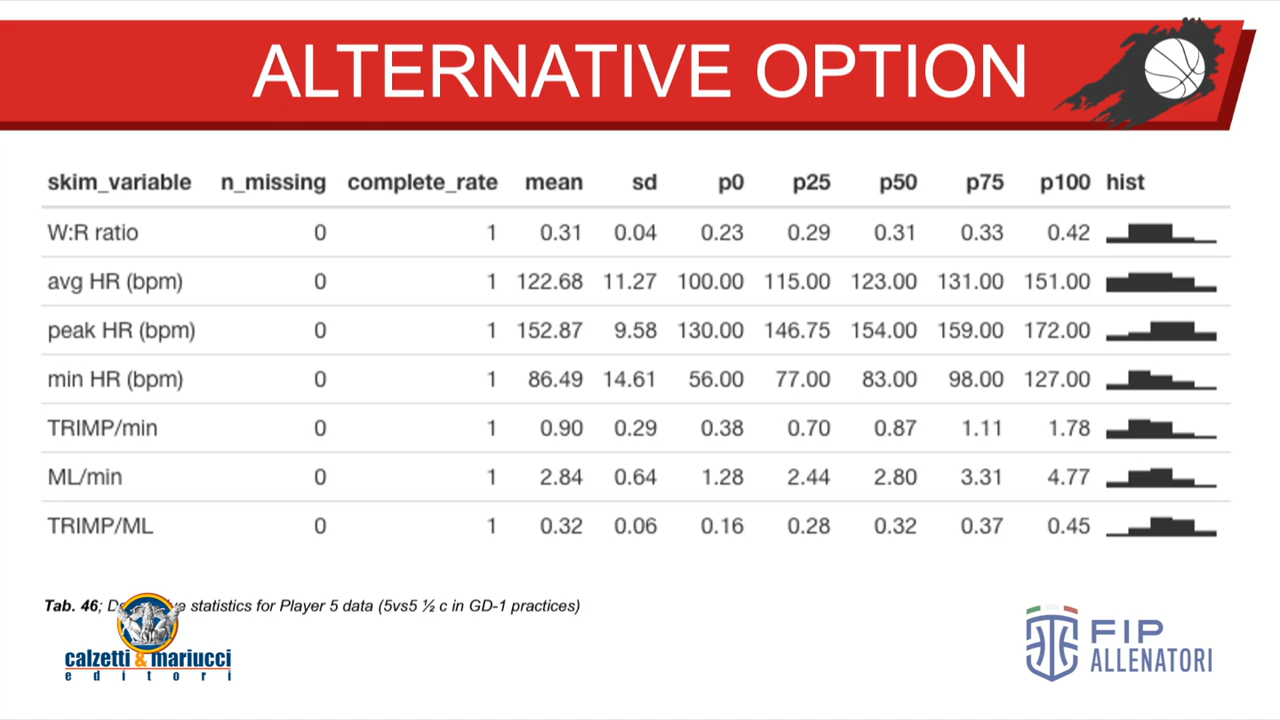 ALTERNATIVE OPTION
skim_variable n_missing complete_rate mean sd p0 p25 p50 p75 p100 hist
W:R ratio 0 1 0.31 0.04 0.23 0.29 0.31 0.33 0.42
avg HR (bpm) 0 1 122.68 11.27 100.00 115.00 123.00 131.00 151.00
peak HR (bpm) 0 1 152.87 9.58 130.00 146.75 154.00 159.00 172.00
min HR (bpm) 0 1 86.49 14.61 56.00 77.00 83.00 98.00 127.00
TRIMP/min 0 1 0.90 0.29 0.38 0.70 0.87 1.11 1.78
ML/min 0 1 2.84 0.64 1.28 2.44 2.80 3.31 4.77
TRIMP/ML 0 1 0.32 0.06 0.16 0.28 0.32 0.37 0.45
Tab. 46; statistics for Player 5 data (5vs5 ½ c in GD-1 practices)
calzetti & mariucci
editori
FIP
ALLENATORI